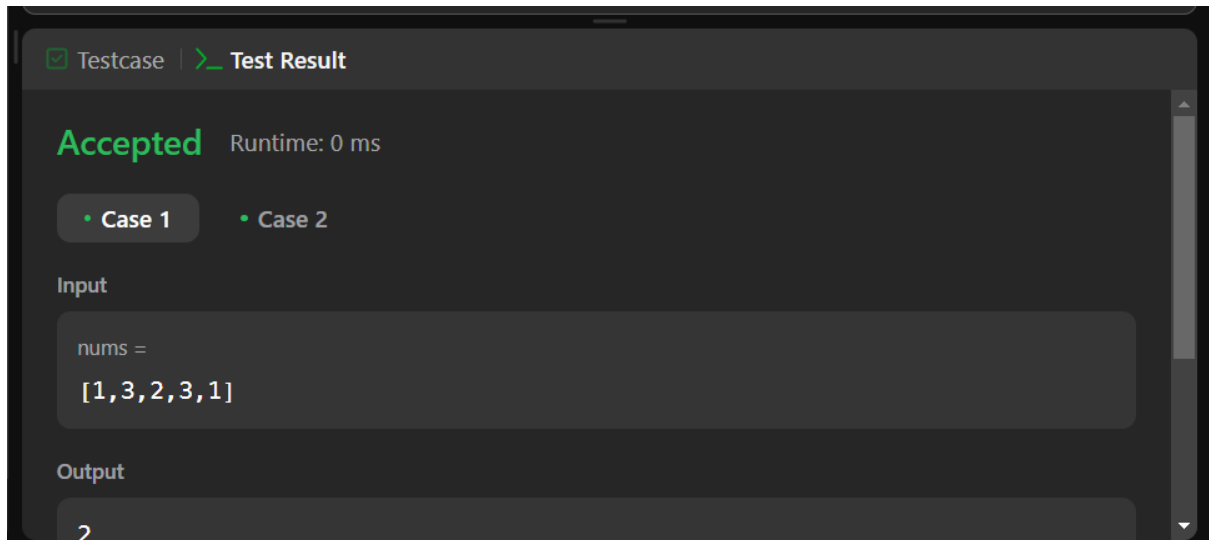 Testcase | >_ Test Result
Accepted Runtime: 0 ms
• Case 1 • Case 2
Input
nums =
[1,3,2,3,1]
Output
2